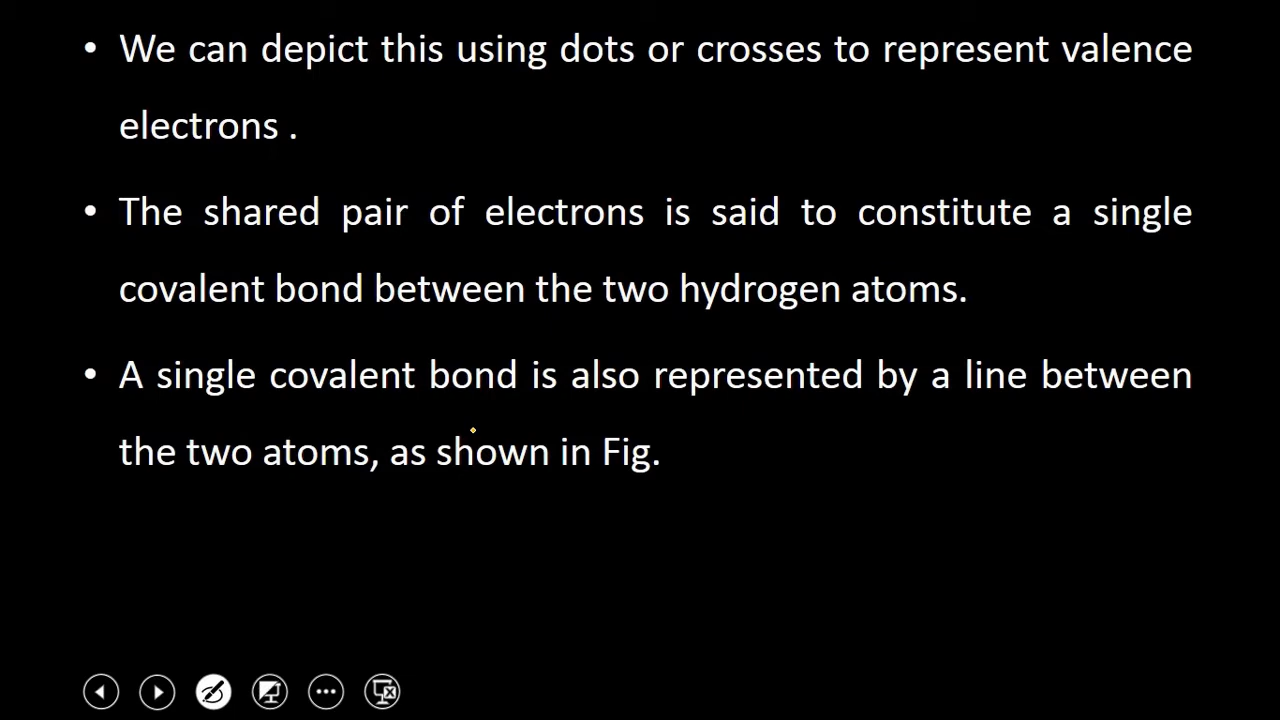 • We can depict this using dots or crosses to represent valence
electrons .
• The shared pair of electrons is said to constitute a single
covalent bond between the two hydrogen atoms.
• A single covalent bond is also represented by a line between
the two atoms, as shown in Fig.